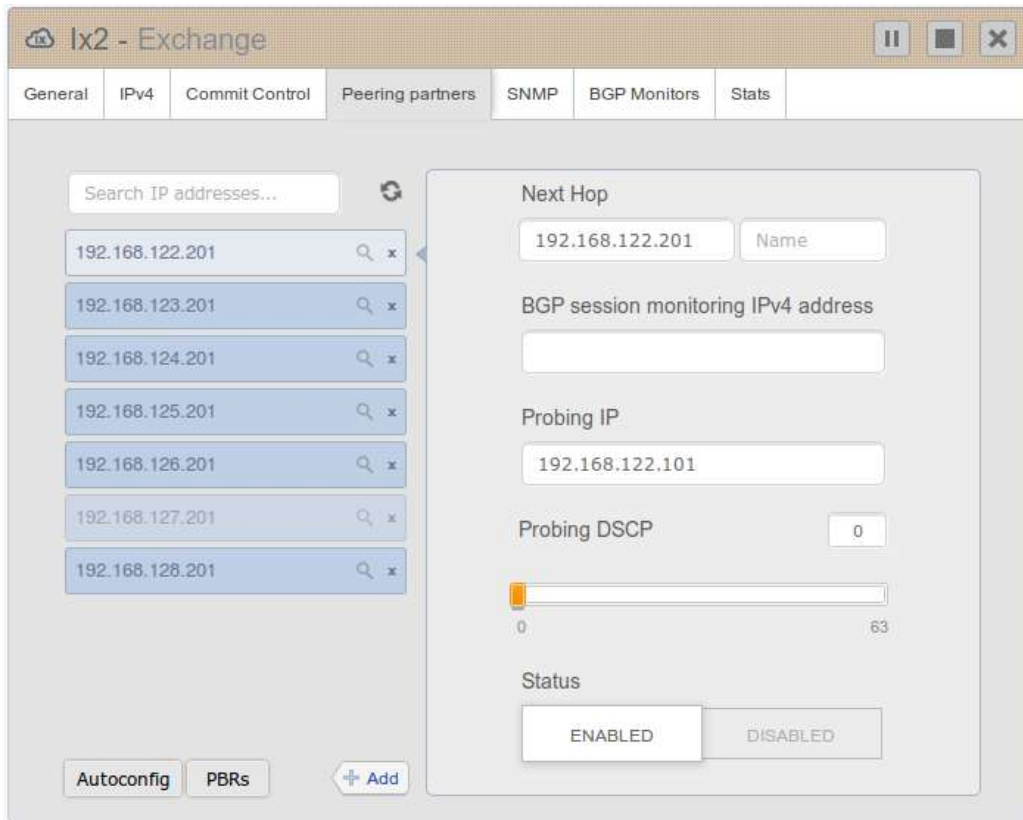 Ix2 - Exchange
General IPv4 Commit Control Peering partners SNMP BGP Monitors Stats
Search IP addresses...
192.168.122.201 x
192.168.123.201 x
192.168.124.201 x
192.168.125.201 x
192.168.126.201 x
192.168.127.201 x
192.168.128.201 x
Autoconfig PBRs + Add
Next Hop
192.168.122.201 Name
BGP session monitoring IPv4 address
Probing IP
192.168.122.101
Probing DSCP 0
0 63
Status
ENABLED DISABLED